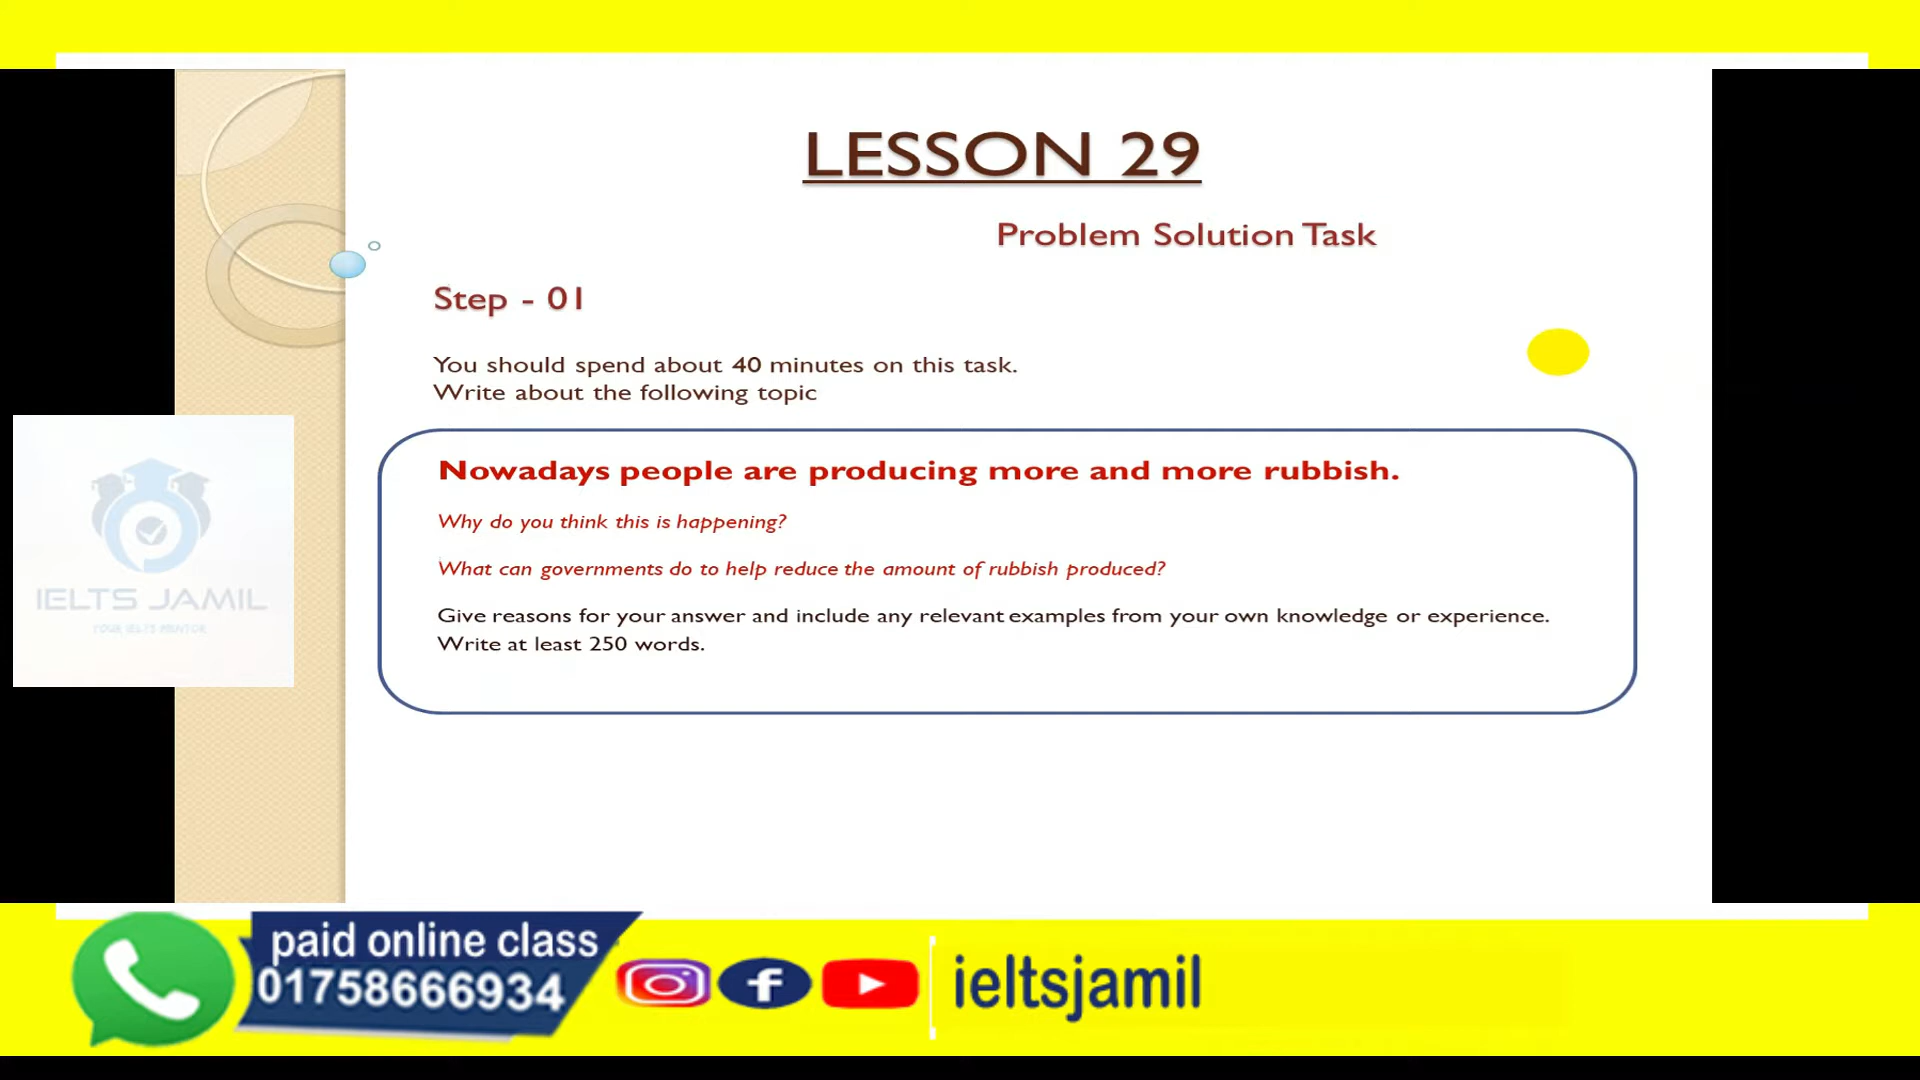 LESSON 29
Problem Solution Task
Step - 01
You should spend about 40 minutes on this task.
Write about the following topic
Nowadays people are producing more and more rubbish.
Why do you think this is happening?
What can governments do to help reduce the amount of rubbish produced?
Give reasons for your answer and include any relevant examples from your own knowledge or experience.
Write at least 250 words.
IELTS JAMIL
YOUR IELTS MENTOR
paid online class
01758666934
ieltsjamil